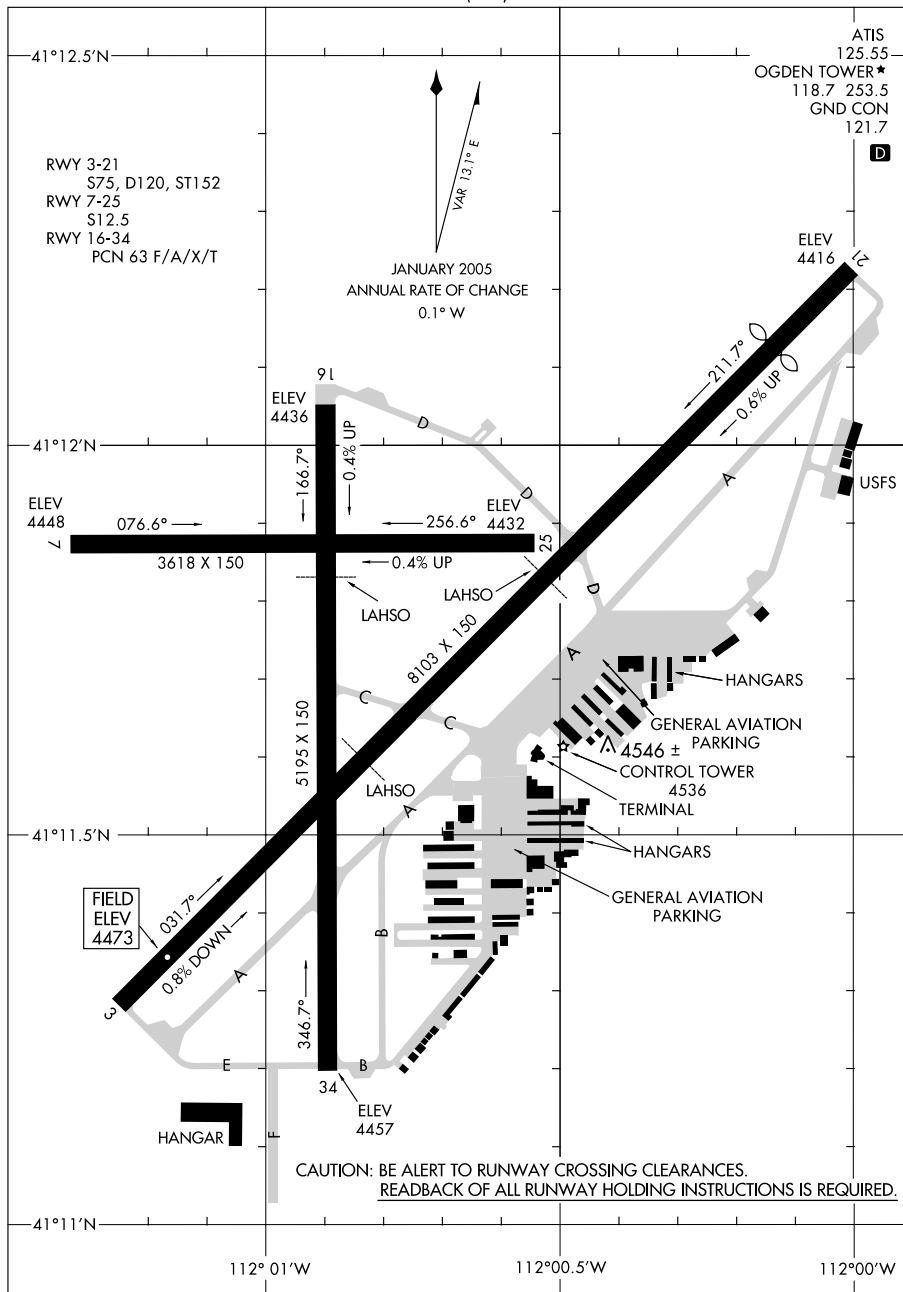 41°12.5'N
ATIS
125.55
OGDEN TOWER★
118.7 253.5
GND CON
121.7
D
VAR 13.1° E
RWY 3-21
S75, D120, ST152
RWY 7-25
S12.5
RWY 16-34
PCN 63 F/A/X/T
JANUARY 2005
ANNUAL RATE OF CHANGE
0.1° W
ELEV
4416
21
211.7°
0.6% UP
16
ELEV
4436
D
166.7°
0.4% UP
41°12'N
A
USFS
ELEV
4448
7
076.6°
256.6°
ELEV
4432
25
D
3618 X 150
0.4% UP
LAHSO
LAHSO
D
8103 X 150
A
HANGARS
C
C
GENERAL AVIATION
PARKING
5195 X 150
4546 ±
CONTROL TOWER
4536
LAHSO
A
TERMINAL
41°11.5'N
HANGARS
GENERAL AVIATION
PARKING
FIELD
ELEV
4473
031.7°
0.8% DOWN
A
B
3
346.7°
E
B
34
ELEV
4457
HANGAR
F
CAUTION: BE ALERT TO RUNWAY CROSSING CLEARANCES.
READBACK OF ALL RUNWAY HOLDING INSTRUCTIONS IS REQUIRED.
41°11'N
112°01'W
112°00.5'W
112°00'W